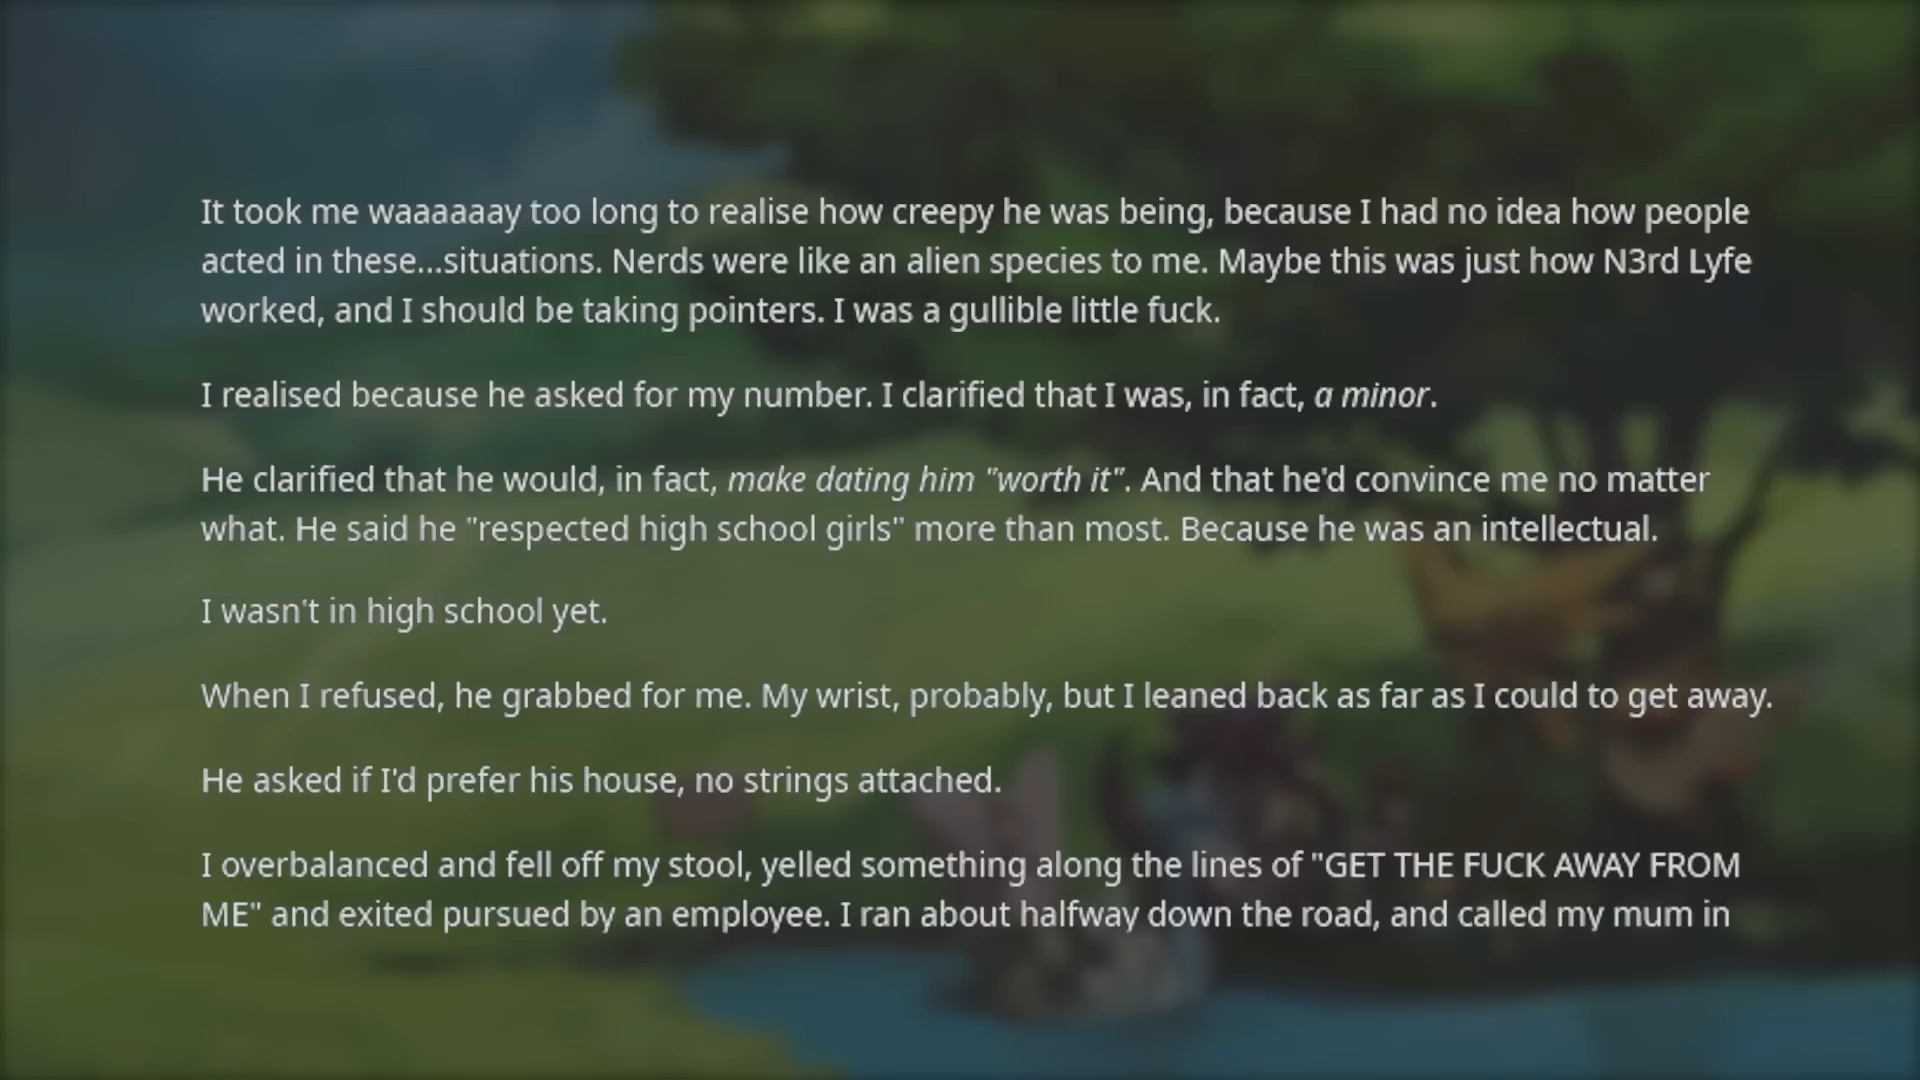 It took me waaaaaay too long to realise how creepy he was being, because I had no idea how people
acted in these...situations. Nerds were like an alien species to me. Maybe this was just how N3rd Lyfe
worked, and I should be taking pointers. I was a gullible little fuck.
I realised because he asked for my number. I clarified that I was, in fact, a minor.
He clarified that he would, in fact, make dating him "worth it". And that he'd convince me no matter
what. He said he "respected high school girls" more than most. Because he was an intellectual.
I wasn't in high school yet.
When I refused, he grabbed for me. My wrist, probably, but I leaned back as far as I could to get away.
He asked if I'd prefer his house, no strings attached.
I overbalanced and fell off my stool, yelled something along the lines of "GET THE FUCK AWAY FROM
ME" and exited pursued by an employee. I ran about halfway down the road, and called my mum in